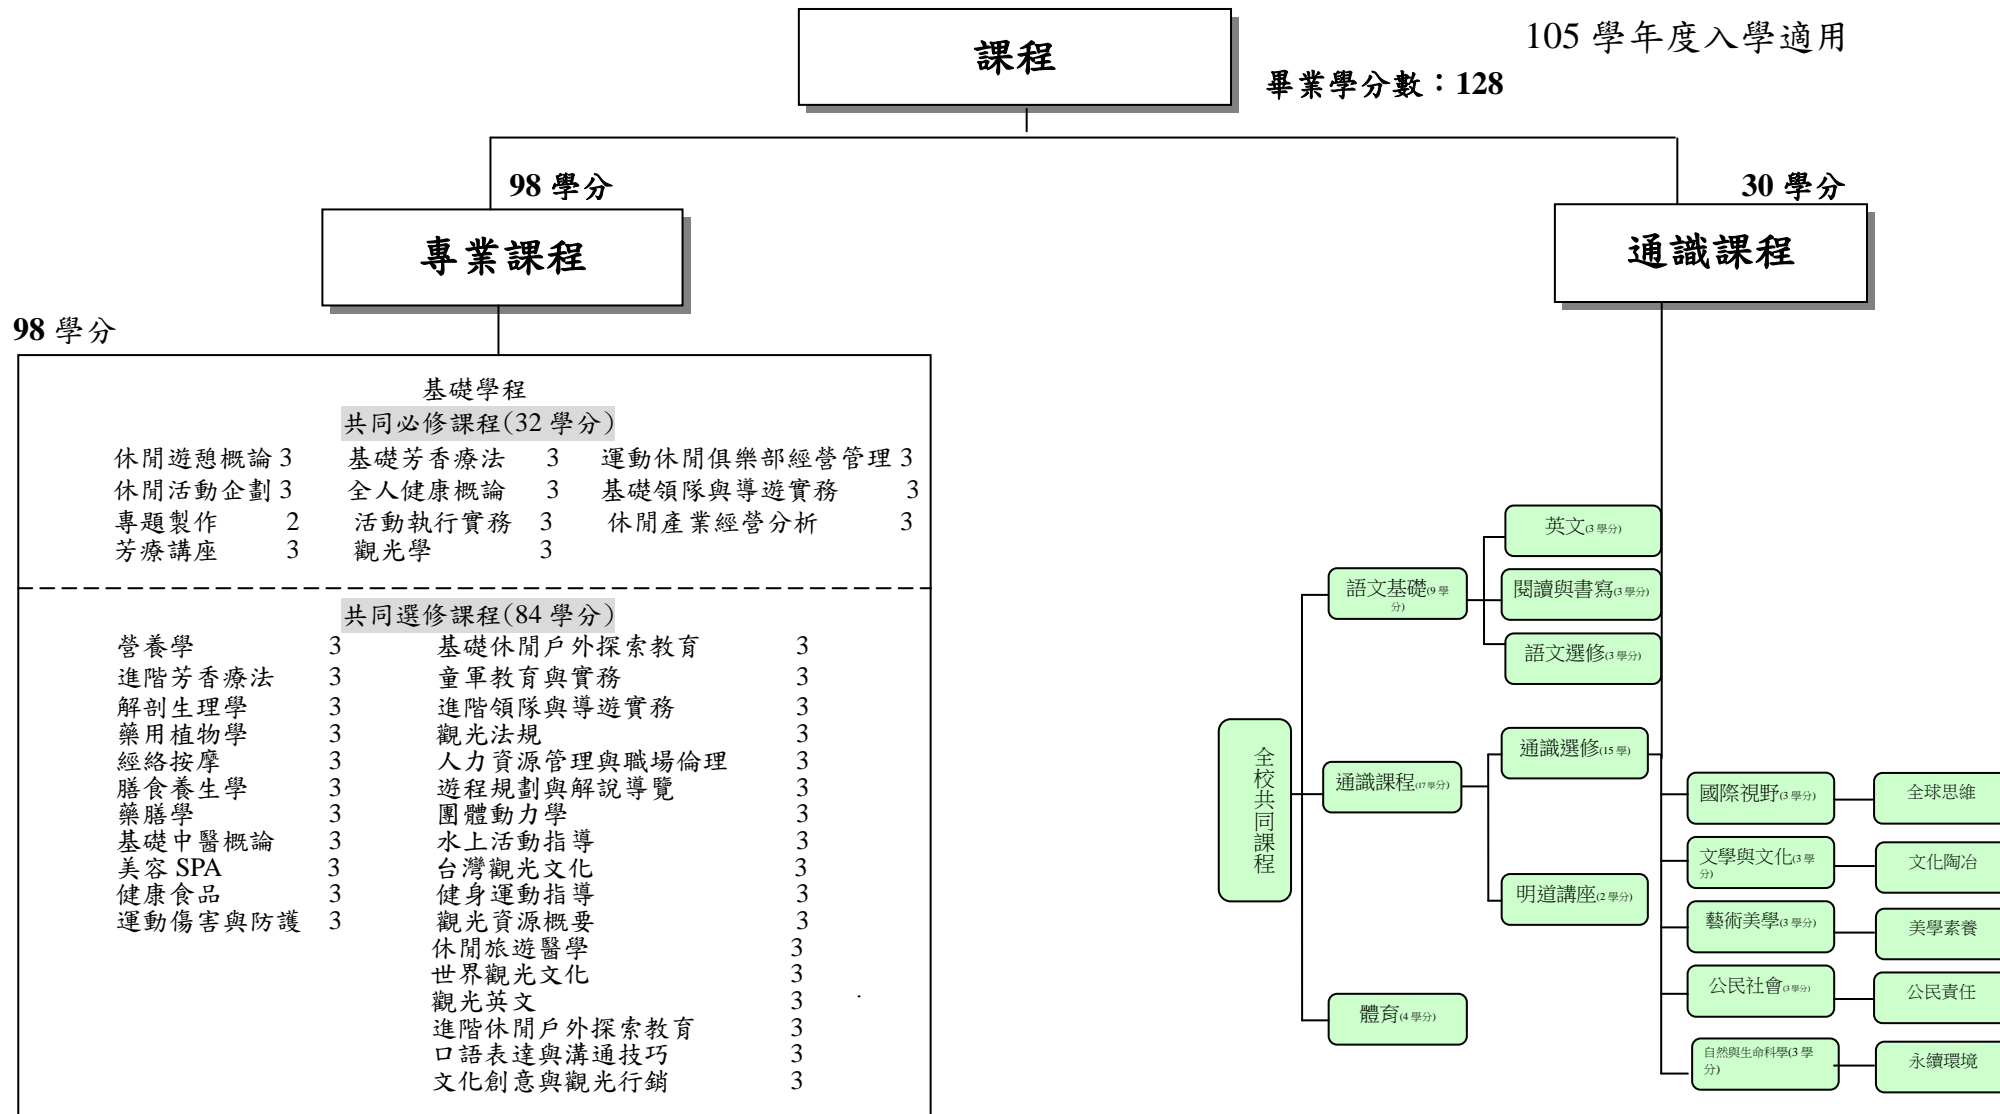 課程
105 學年度入學適用
畢業學分數：128
98 學分
30 學分
專業課程
通識課程
98 學分
基礎學程
共同必修課程(32 學分)
休閒遊憩概論 3 基礎芳香療法 3 運動休閒俱樂部經營管理 3
休閒活動企劃 3 全人健康概論 3 基礎領隊與導遊實務 3
專題製作 2 活動執行實務 3 休閒產業經營分析 3
芳療講座 3 觀光學 3
共同選修課程(84 學分)
營養學 3 基礎休閒戶外探索教育 3
進階芳香療法 3 童軍教育與實務 3
解剖生理學 3 進階領隊與導遊實務 3
藥用植物學 3 觀光法規 3
經絡按摩 3 人力資源管理與職場倫理 3
膳食養生學 3 遊程規劃與解說導覽 3
藥膳學 3 團體動力學 3
基礎中醫概論 3 水上活動指導 3
美容 SPA 3 台灣觀光文化 3
健康食品 3 健身運動指導 3
運動傷害與防護 3 觀光資源概要 3
休閒旅遊醫學 3
世界觀光文化 3
觀光英文 3
進階休閒戶外探索教育 3
口語表達與溝通技巧 3
文化創意與觀光行銷 3
全校共同課程
語文基礎(9 學
分)
英文(3 學分)
閱讀與書寫(3 學分)
語文選修(3 學分)
通識課程(17 學分)
通識選修(15 學)
明道講座(2 學分)
體育(4 學分)
國際視野(3 學分)
全球思維
文學與文化(3 學
分)
文化陶冶
藝術美學(3 學分)
美學素養
公民社會(3 學分)
公民責任
自然與生命科學(3 學
分)
永續環境